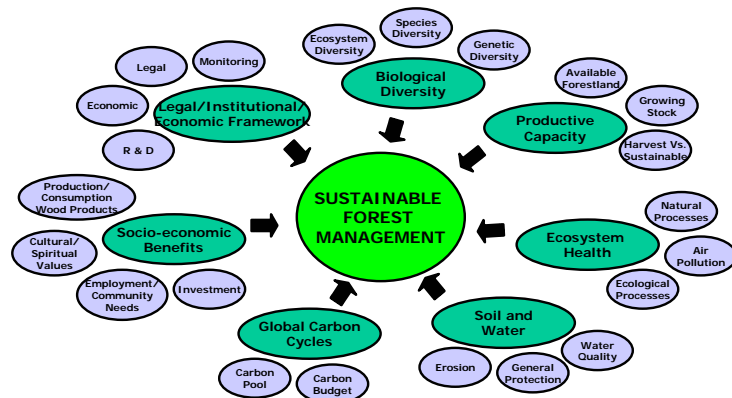 Species
Diversity
Ecosystem
Diversity
Genetic
Diversity
Biological
Diversity
Legal
Monitoring
Economic
Legal/Institutional/
Economic Framework
R & D
Available
Forestland
Growing
Stock
Productive
Capacity
Harvest Vs.
Sustainable
SUSTAINABLE
FOREST
MANAGEMENT
Production/
Consumption
Wood Products
Socio-economic
Benefits
Cultural/
Spiritual
Values
Employment/
Community
Needs
Investment
Natural
Processes
Ecosystem
Health
Air
Pollution
Ecological
Processes
Global Carbon
Cycles
Carbon
Pool
Carbon
Budget
Soil and
Water
Erosion
General
Protection
Water
Quality